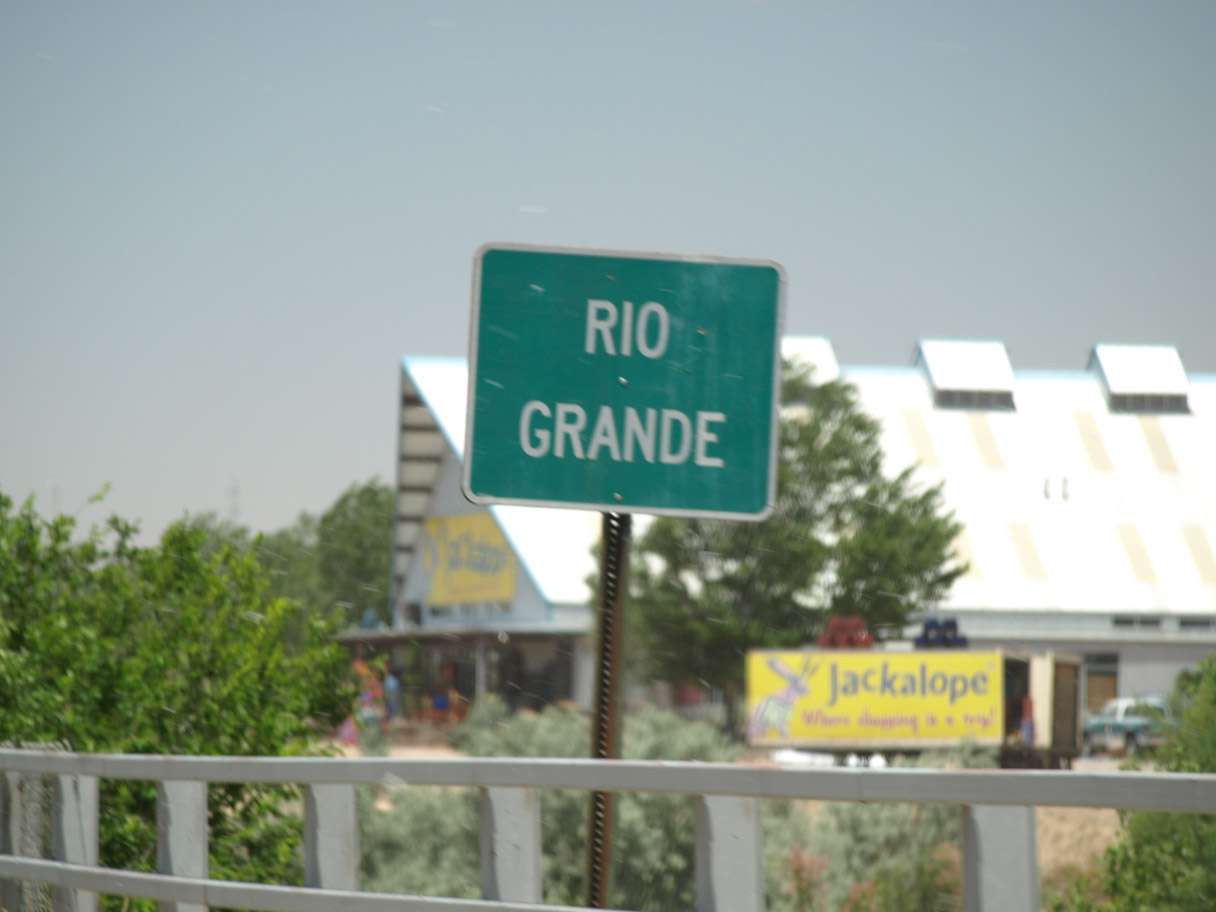 RIO
GRANDE
Jackalope
Where shopping is a trip!